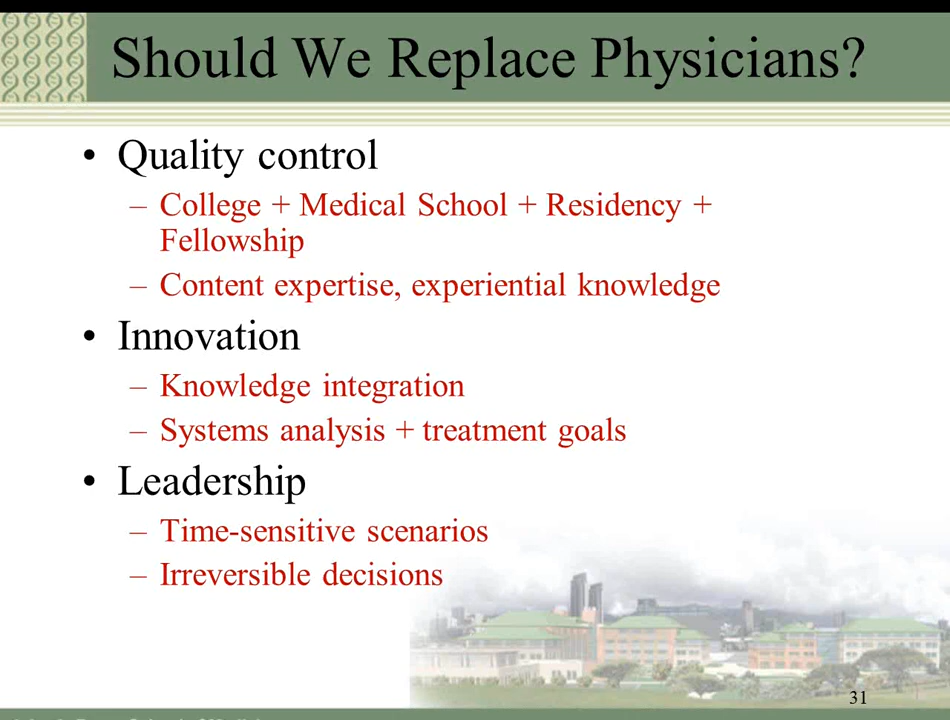 Should We Replace Physicians?
• Quality control
– College + Medical School + Residency +
Fellowship
– Content expertise, experiential knowledge
• Innovation
– Knowledge integration
– Systems analysis + treatment goals
• Leadership
– Time-sensitive scenarios
– Irreversible decisions
31